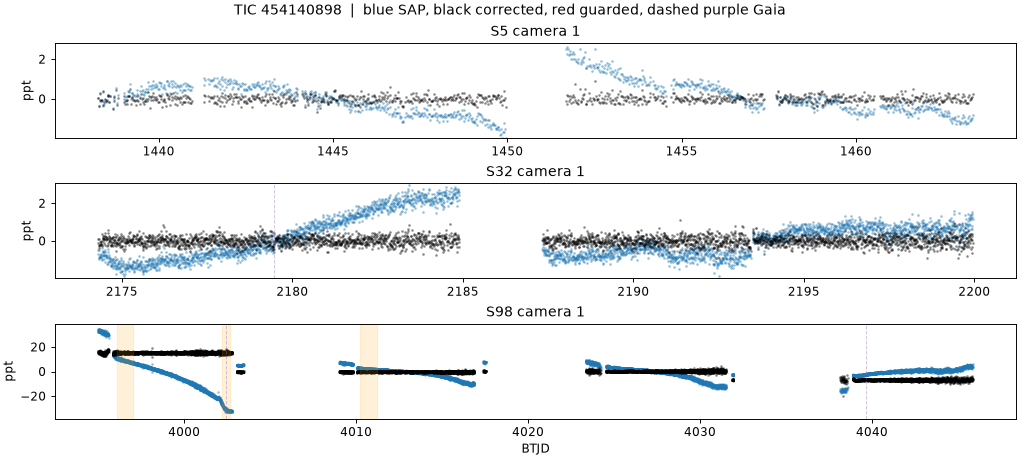 TIC 454140898 | blue SAP, black corrected, red guarded, dashed purple Gaia
S5 camera 1
ppt
2
0
1440 1445 1450 1455 1460
S32 camera 1
ppt
2
0
2175 2180 2185 2190 2195 2200
S98 camera 1
ppt
20
0
−20
4000 4010 4020 4030 4040
BTJD